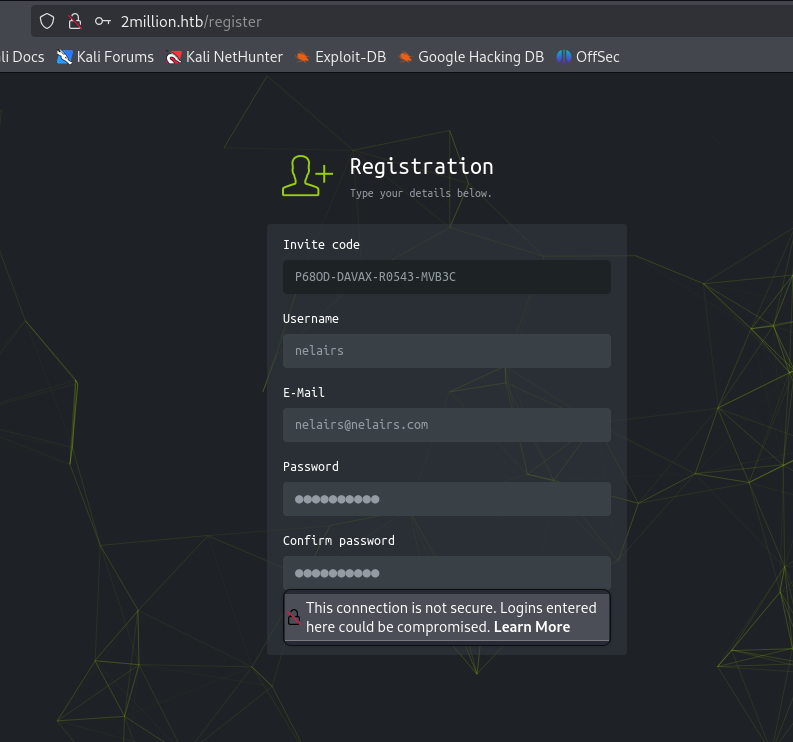 2million.htb/register
li Docs Kali Forums Kali NetHunter Exploit-DB Google Hacking DB OffSec
Registration
Type your details below.
Invite code
P68OD-DAVAX-R0543-MVB3C
Username
nelairs
E-Mail
nelairs@nelairs.com
Password
●●●●●●●●●●
Confirm password
●●●●●●●●●●
This connection is not secure. Logins entered
here could be compromised. Learn More